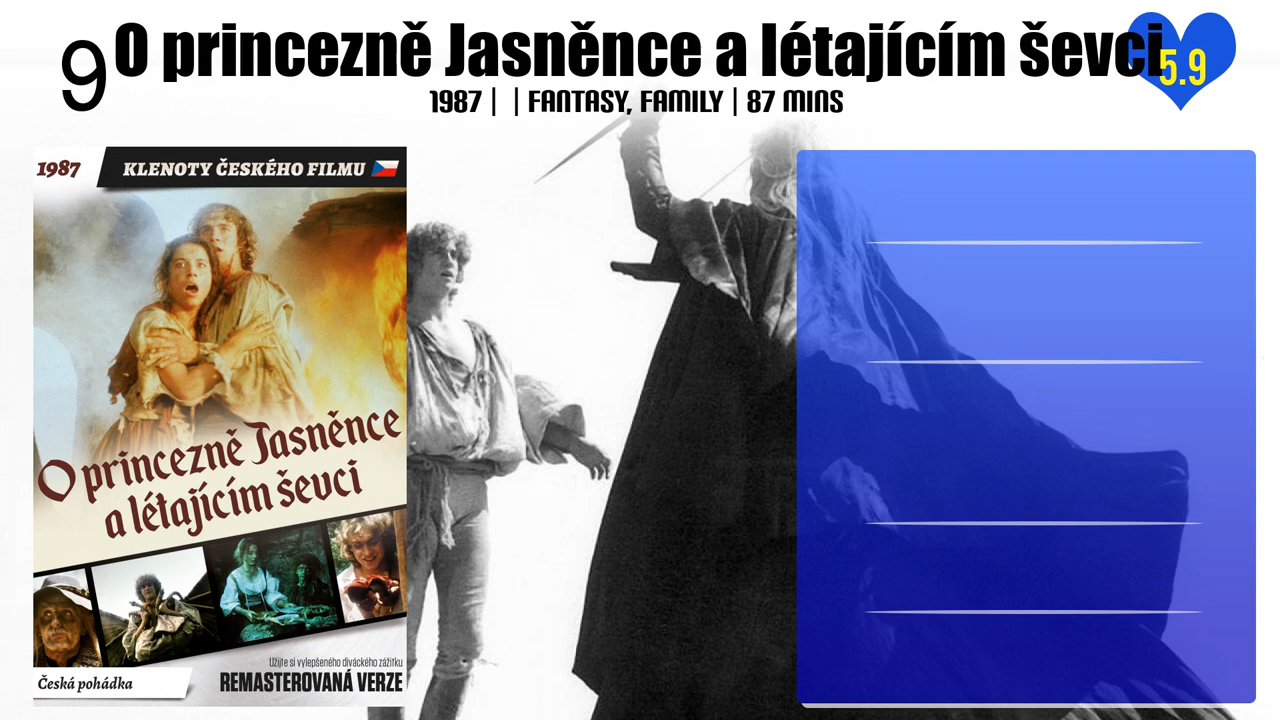 9
O princezně Jasněnce a létajícím ševci
5.9
1987 | | FANTASY, FAMILY | 87 MINS
1987
KLENOTY ČESKÉHO FILMU
O princezně Jasněnce
a létajícím ševci
Užijte si vylepšeného diváckého zážitku
REMASTEROVANÁ VERZE
Česká pohádka